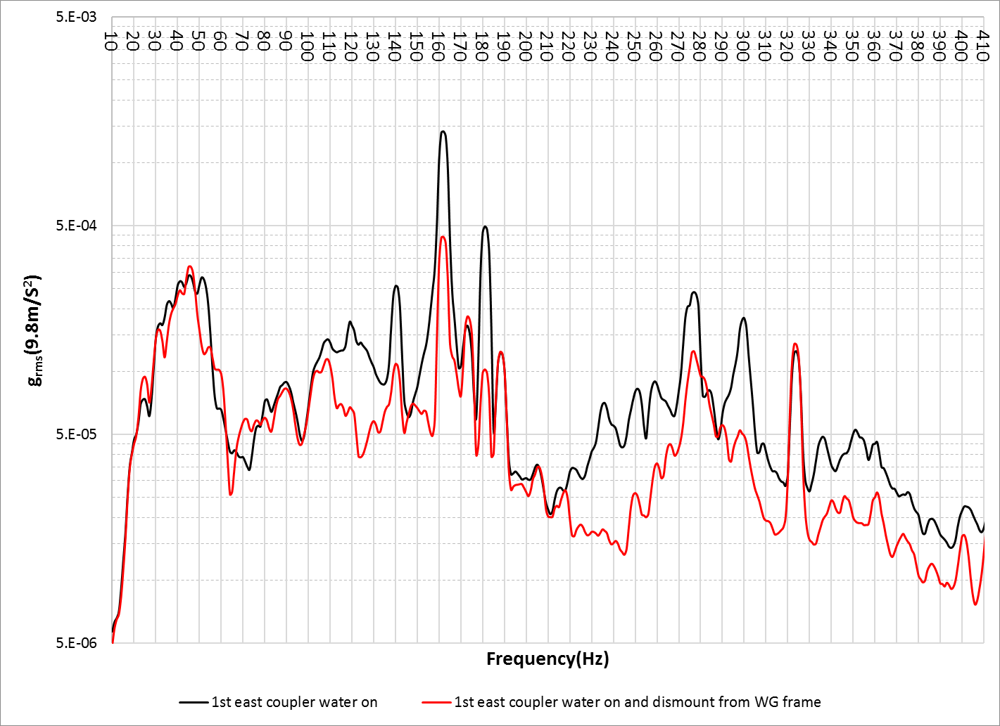 5.E-03
10 20 30 40 50 60 70 80 90 100 110 120 130 140 150 160 170 180 190 200 210 220 230 240 250 260 270 280 290 300 310 320 330 340 350 360 370 380 390 400 410
5.E-04
grms(9.8m/S²)
5.E-05
5.E-06
Frequency(Hz)
1st east coupler water on 1st east coupler water on and dismount from WG frame